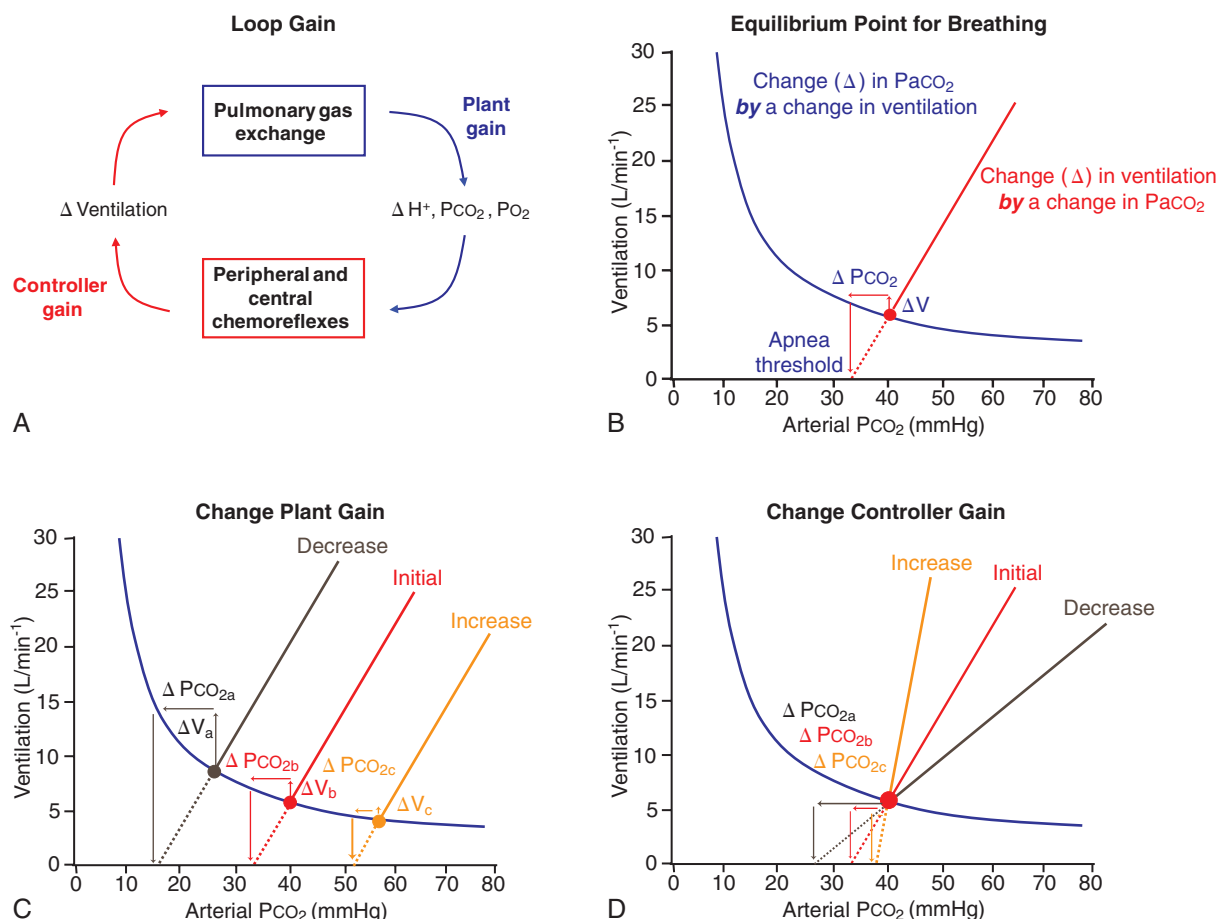 Loop Gain
Pulmonary gas
exchange
Plant
gain
Δ Ventilation
Δ H⁺, PCO₂, PO₂
Controller
gain
Peripheral and
central
chemoreflexes
A
Equilibrium Point for Breathing
Ventilation (L/min⁻¹)
30
25
20
15
10
5
0
Change (Δ) in PaCO₂
by a change in ventilation
Change (Δ) in ventilation
by a change in PaCO₂
Δ PCO₂
ΔV
Apnea
threshold
0 10 20 30 40 50 60 70 80
Arterial PCO₂ (mmHg)
B
Change Plant Gain
Ventilation (L/min⁻¹)
30
25
20
15
10
5
0
Decrease
Initial
Increase
Δ PCO₂a
ΔVa
Δ PCO₂b
ΔVb
Δ PCO₂c
ΔVc
0 10 20 30 40 50 60 70 80
Arterial PCO₂ (mmHg)
C
Change Controller Gain
Ventilation (L/min⁻¹)
30
25
20
15
10
5
0
Increase
Initial
Decrease
Δ PCO₂a
Δ PCO₂b
Δ PCO₂c
0 10 20 30 40 50 60 70 80
Arterial PCO₂ (mmHg)
D